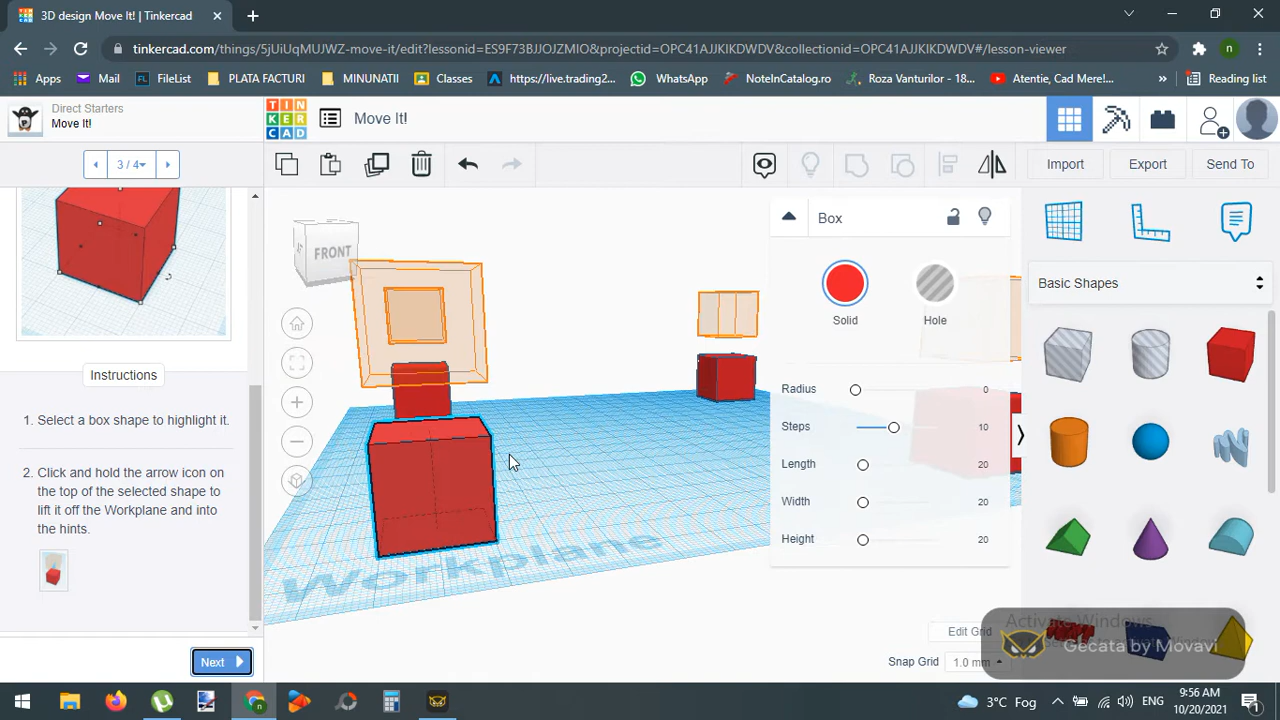 3D design Move It! | Tinkercad
tinkercad.com/things/5jUiUqMUJWZ-move-it/edit?lessonid=ES9F73BJJOJZMIO&projectid=OPC41AJJKIKDWDV&collectionid=OPC41AJJKIKDWDV#/lesson-viewer
n
Apps
Mail
FileList
PLATA FACTURI
MINUNATII
Classes
https://live.trading2...
WhatsApp
NoteInCatalog.ro
Roza Vanturilor - 18...
Atentie, Cad Mere!...
»
Reading list
Direct Starters
Move It!
TIN
KER
CAD
Move It!
3 / 4
Import
Export
Send To
FRONT
Box
Solid
Hole
Radius 0
Steps 10
Length 20
Width 20
Height 20
Basic Shapes
Instructions
1. Select a box shape to highlight it.
2. Click and hold the arrow icon on
the top of the selected shape to
lift it off the Workplane and into
the hints.
Next
Workplane
Edit Grid
Snap Grid 1.0 mm
Activate Windows
Gecata by Movavi
3°C Fog
ENG
9:56 AM
10/20/2021
1